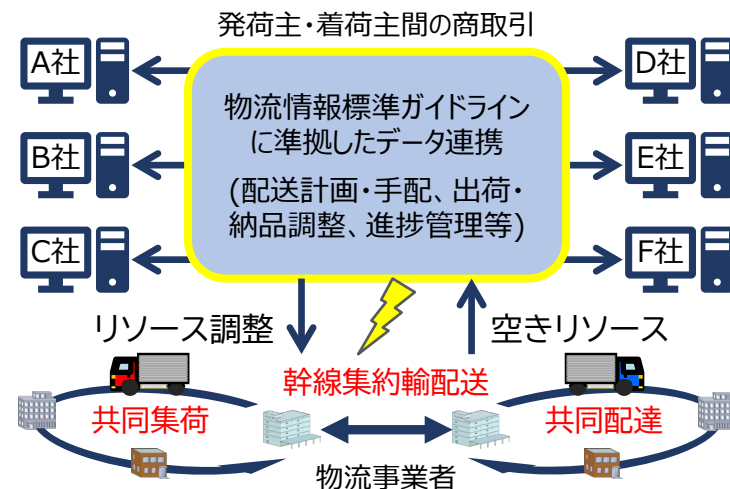 発荷主・着荷主間の商取引
A社
D社
物流情報標準ガイドライン
に準拠したデータ連携
B社
E社
(配送計画・手配、出荷・
納品調整、進捗管理等)
C社
F社
リソース調整
空きリソース
幹線集約輸配送
共同集荷
共同配達
物流事業者